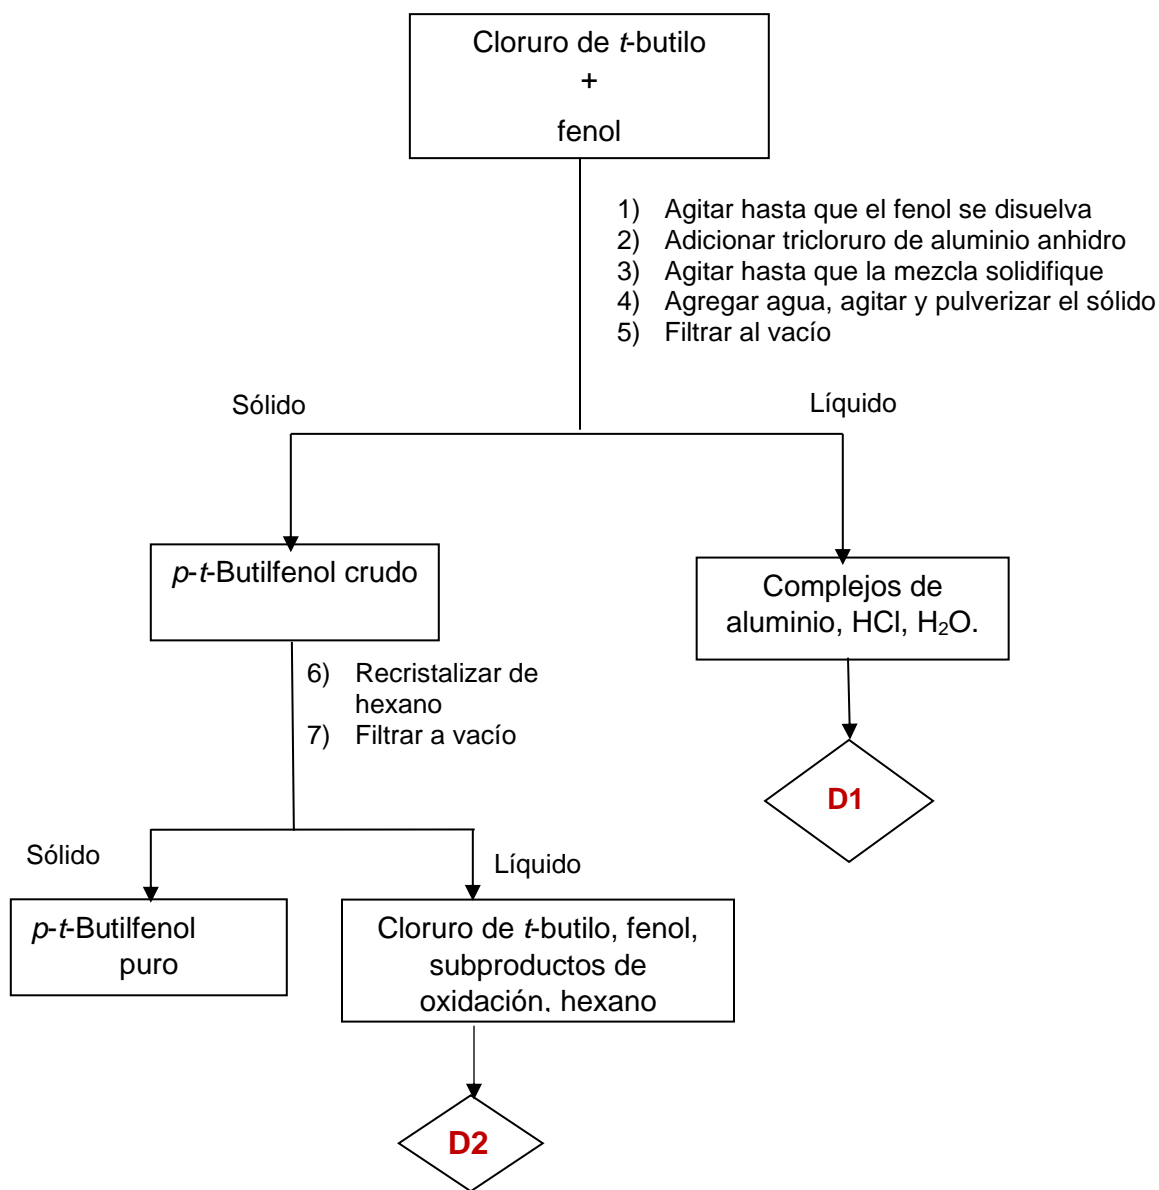 Cloruro de t-butilo
+
fenol
1) Agitar hasta que el fenol se disuelva
2) Adicionar tricloruro de aluminio anhidro
3) Agitar hasta que la mezcla solidifique
4) Agregar agua, agitar y pulverizar el sólido
5) Filtrar al vacío
Sólido
Líquido
p-t-Butilfenol crudo
Complejos de
aluminio, HCl, H₂O.
6) Recristalizar de
hexano
7) Filtrar a vacío
D1
Sólido
Líquido
p-t-Butilfenol
puro
Cloruro de t-butilo, fenol,
subproductos de
oxidación, hexano
D2